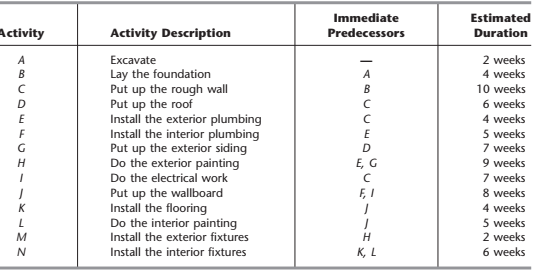 Immediate Estimated
Activity Activity Description Predecessors Duration
A Excavate — 2 weeks
B Lay the foundation A 4 weeks
C Put up the rough wall B 10 weeks
D Put up the roof C 6 weeks
E Install the exterior plumbing C 4 weeks
F Install the interior plumbing E 5 weeks
G Put up the exterior siding D 7 weeks
H Do the exterior painting E, G 9 weeks
I Do the electrical work C 7 weeks
J Put up the wallboard F, I 8 weeks
K Install the flooring J 4 weeks
L Do the interior painting J 5 weeks
M Install the exterior fixtures H 2 weeks
N Install the interior fixtures K, L 6 weeks